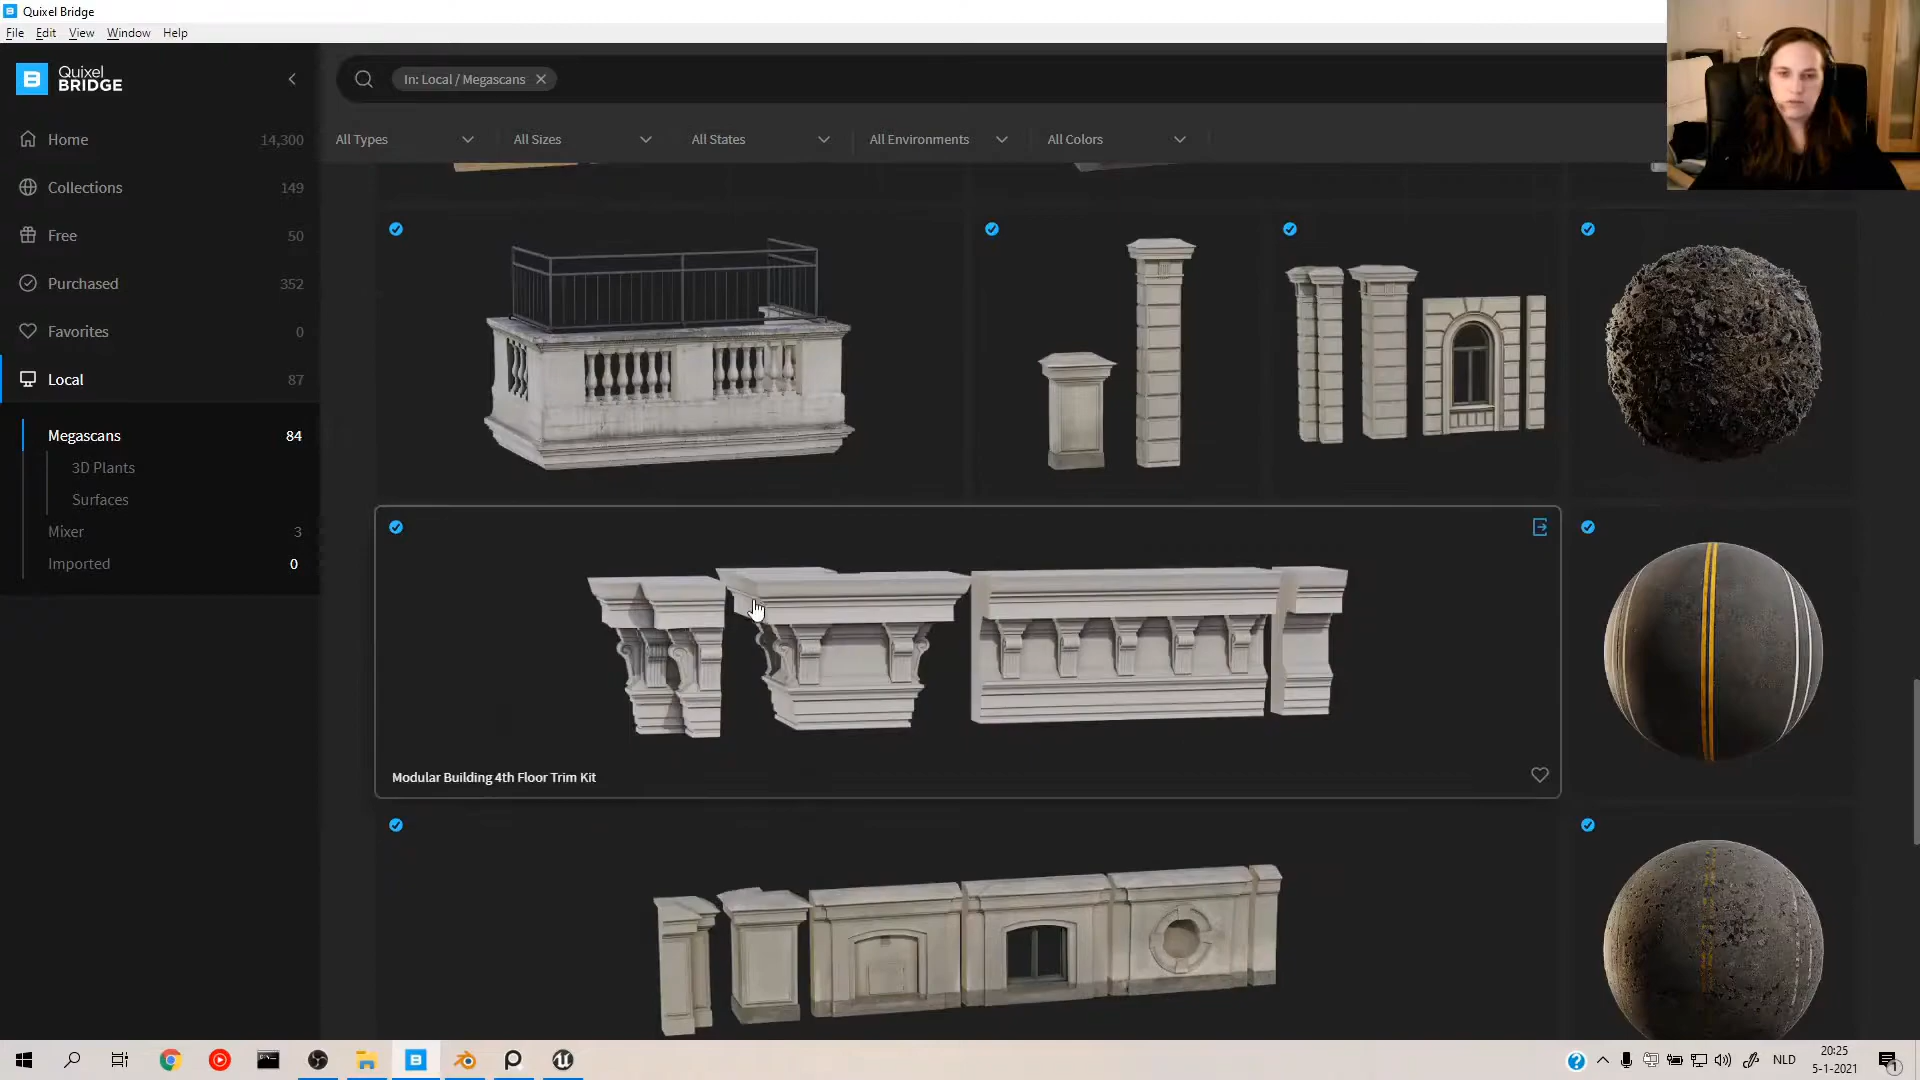 Quixel Bridge
File Edit View Window Help
Quixel
BRIDGE
In: Local / Megascans
All Types All Sizes All States All Environments All Colors
Home 14,300
Collections 149
Free 50
Purchased 352
Favorites 0
Local 87
Megascans 84
3D Plants
Surfaces
Mixer 3
Imported 0
Modular Building 4th Floor Trim Kit
NLD
20:25
5-1-2021
1